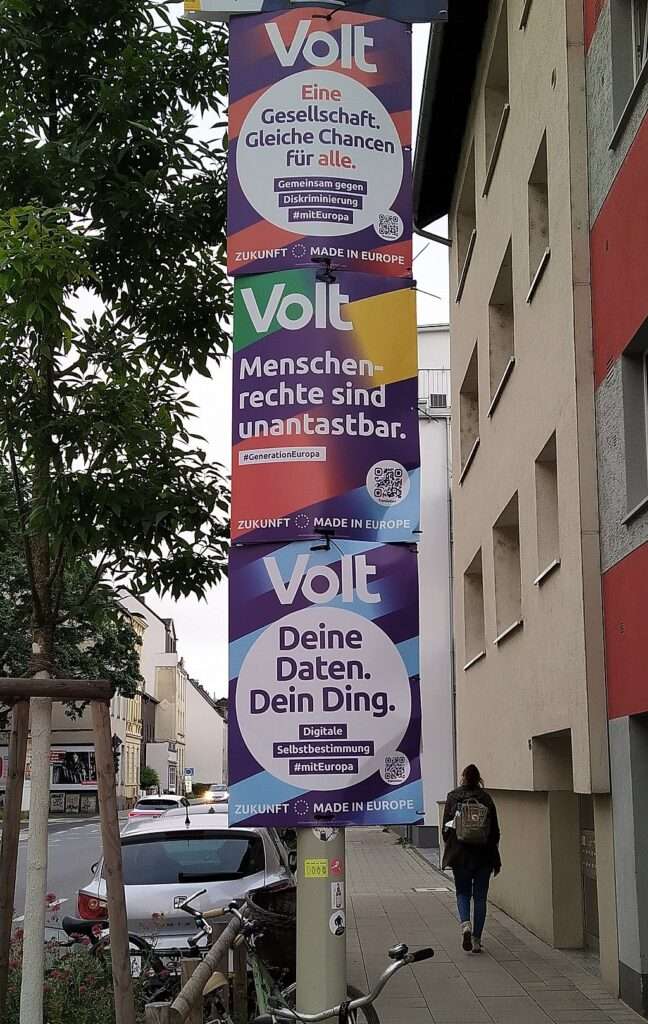 Volt
Eine
Gesellschaft.
Gleiche Chancen
für alle.
Gemeinsam gegen
Diskriminierung
#mitEuropa
ZUKUNFT MADE IN EUROPE
Volt
Menschen-
rechte sind
unantastbar.
#GenerationEuropa
ZUKUNFT MADE IN EUROPE
Volt
Deine
Daten.
Dein Ding.
Digitale
Selbstbestimmung
#mitEuropa
ZUKUNFT MADE IN EUROPE